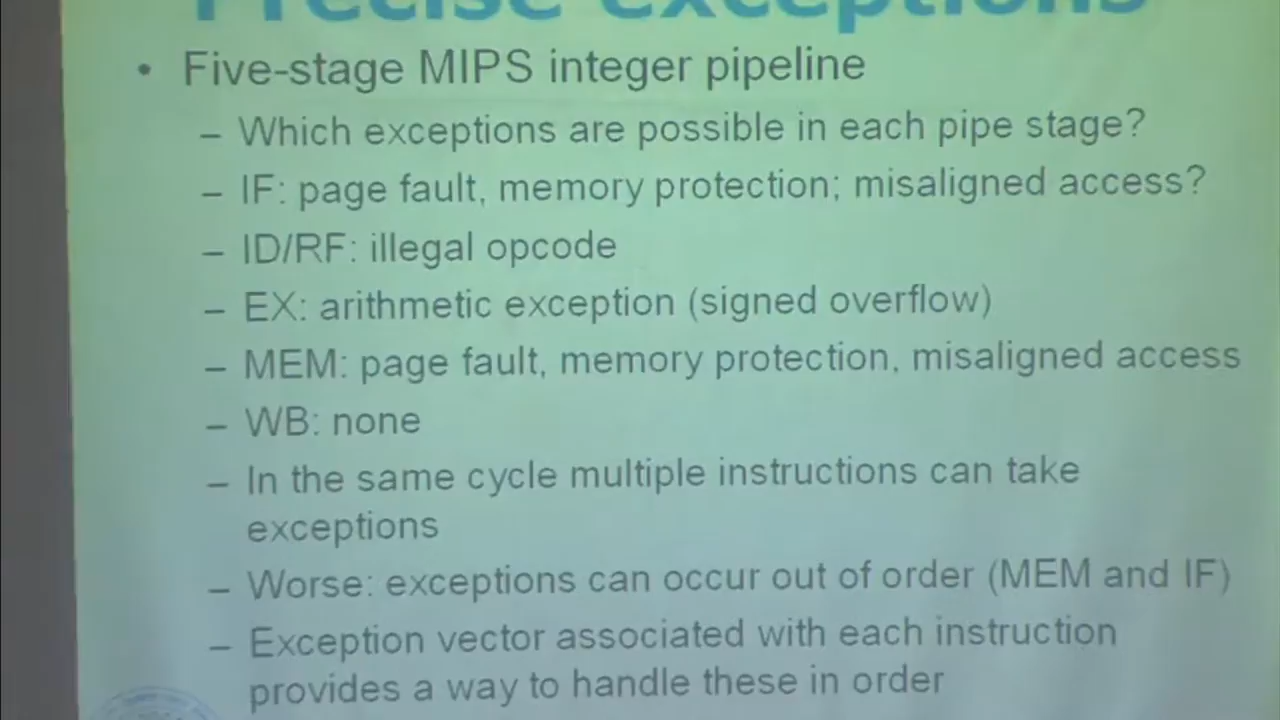 Precise exceptions
• Five-stage MIPS integer pipeline
– Which exceptions are possible in each pipe stage?
– IF: page fault, memory protection; misaligned access?
– ID/RF: illegal opcode
– EX: arithmetic exception (signed overflow)
– MEM: page fault, memory protection, misaligned access
– WB: none
– In the same cycle multiple instructions can take
exceptions
– Worse: exceptions can occur out of order (MEM and IF)
– Exception vector associated with each instruction
provides a way to handle these in order